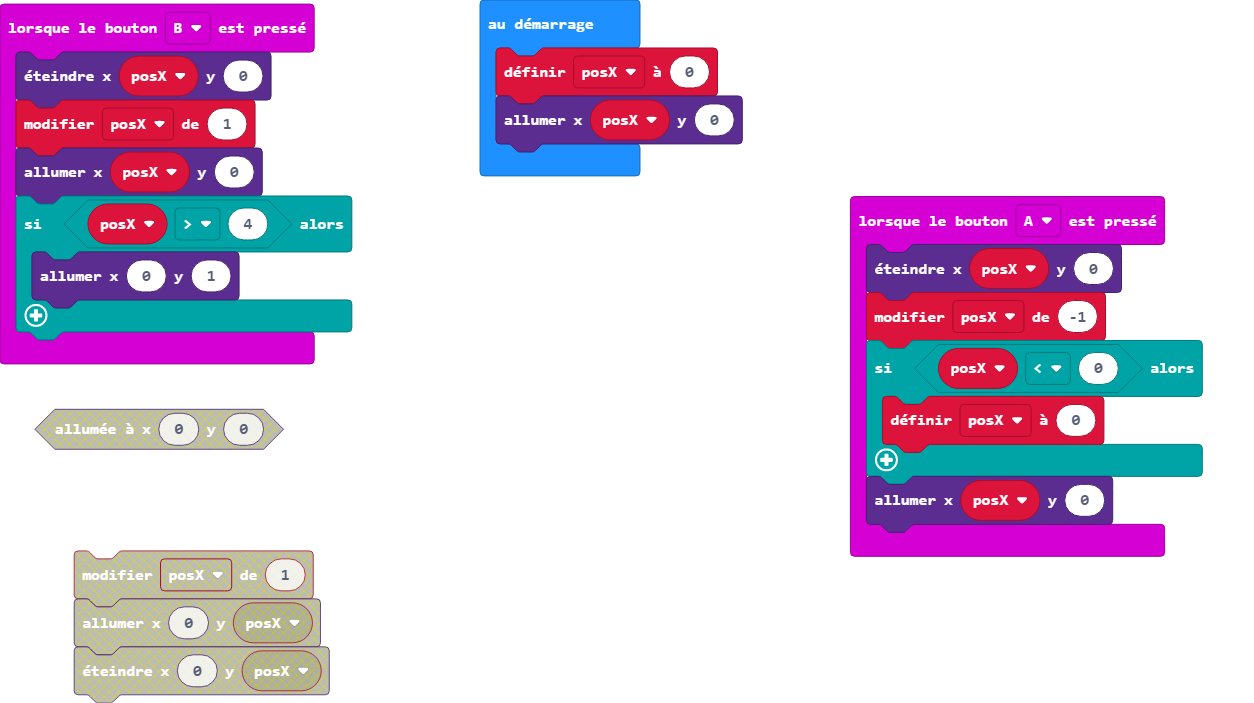 lorsque le bouton B est pressé
éteindre x posX y 0
modifier posX de 1
allumer x posX y 0
si posX > 4 alors
allumer x 0 y 1
au démarrage
définir posX à 0
allumer x posX y 0
lorsque le bouton A est pressé
éteindre x posX y 0
modifier posX de -1
si posX < 0 alors
définir posX à 0
allumer x posX y 0
allumée à x 0 y 0
modifier posX de 1
allumer x 0 y posX
éteindre x 0 y posX